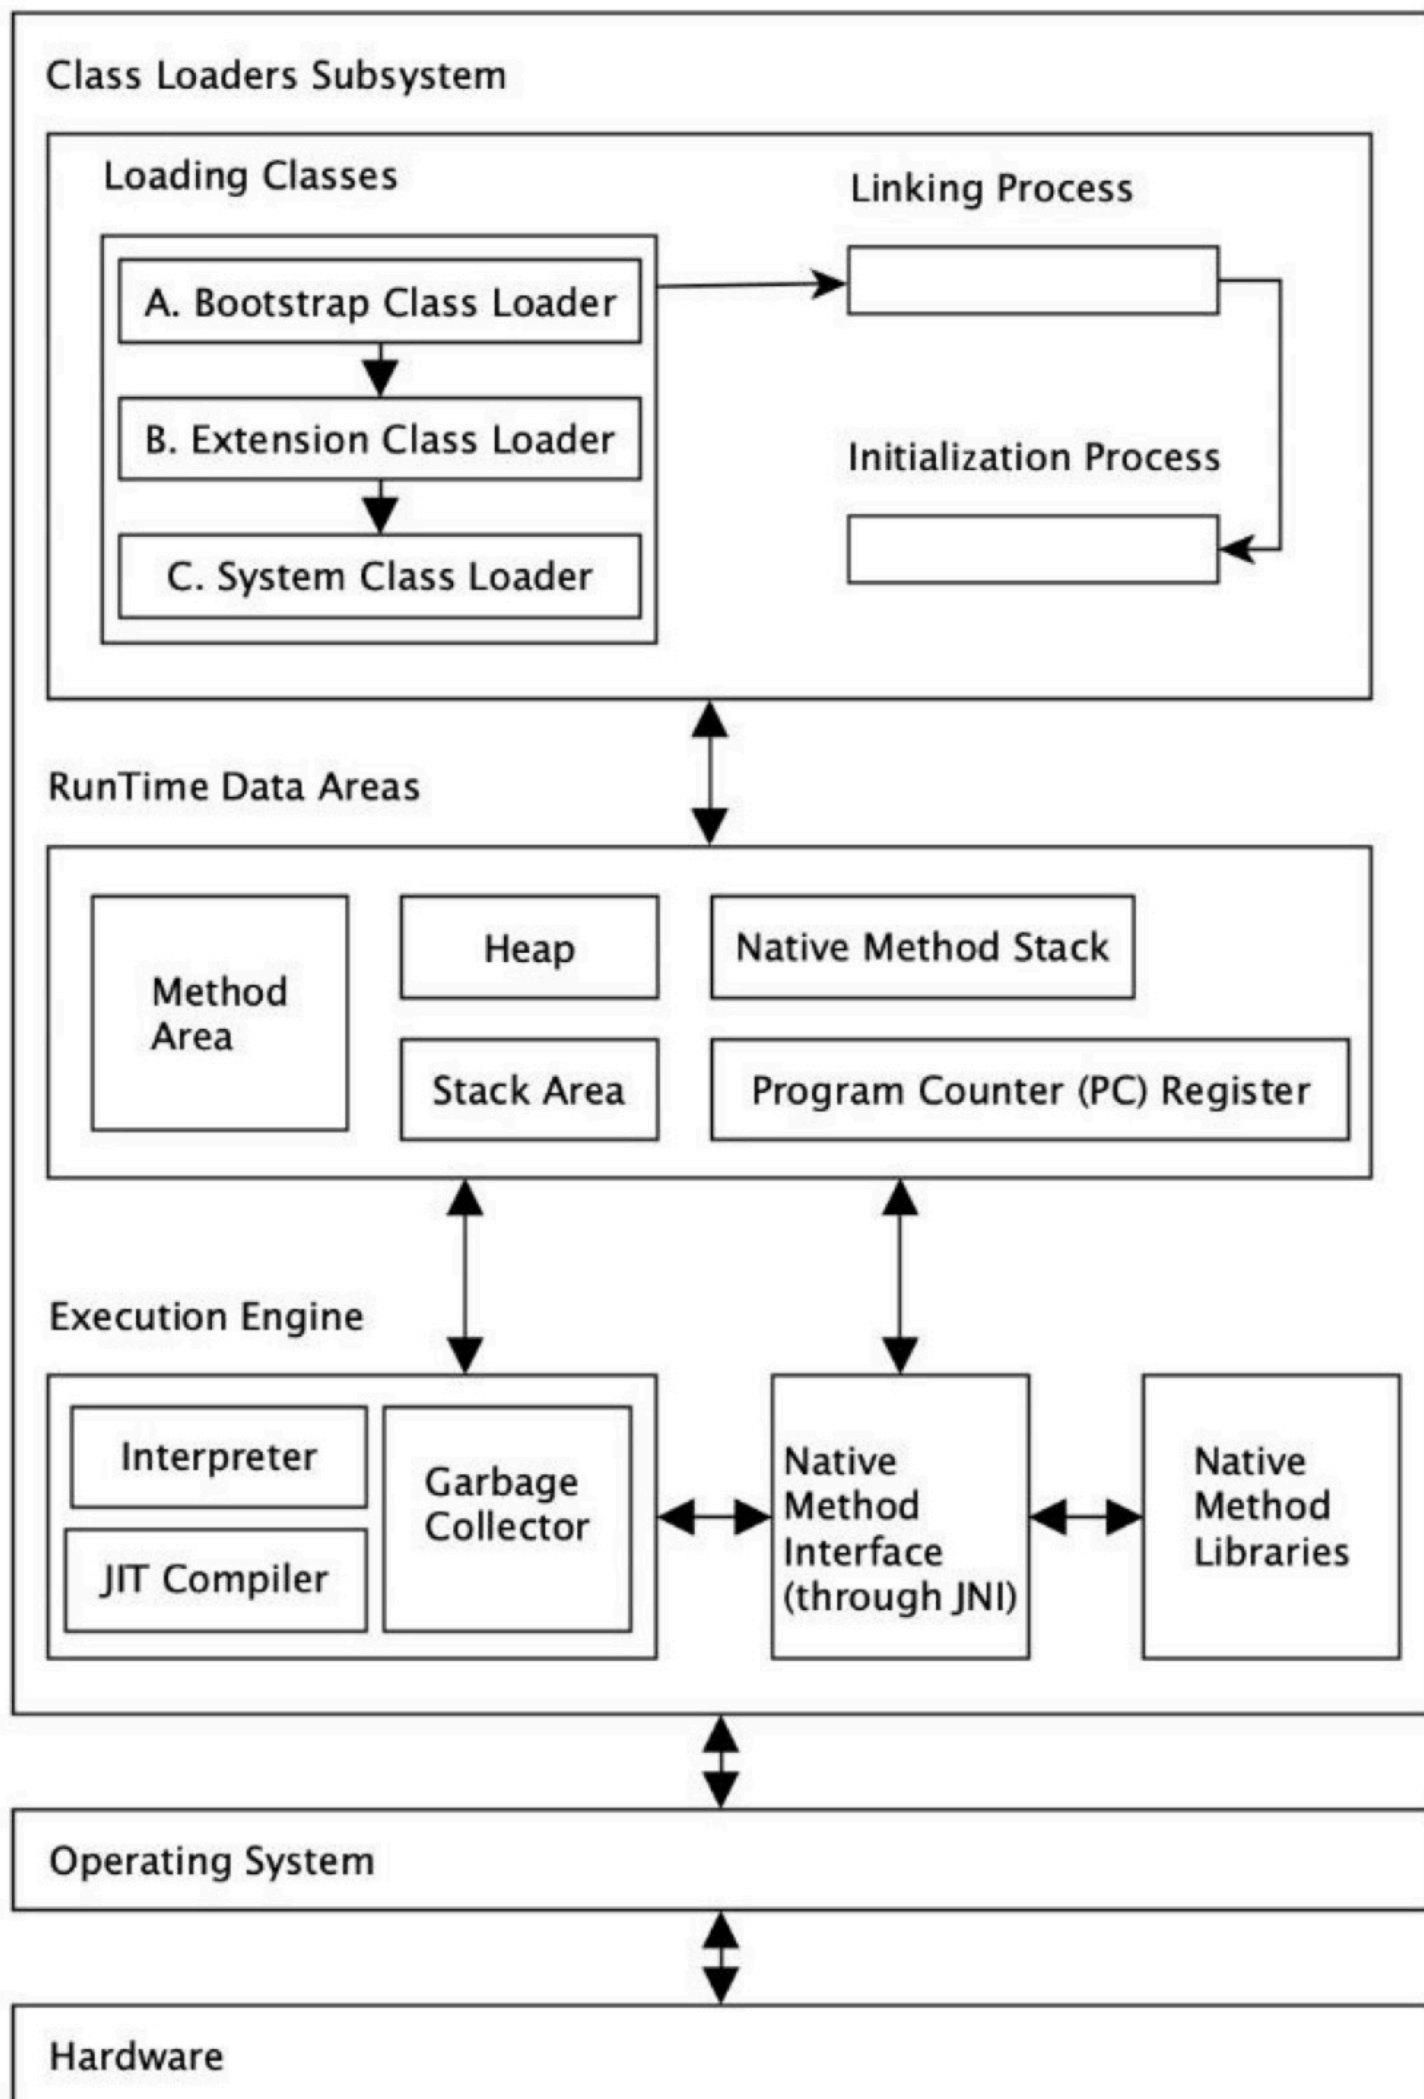 Class Loaders Subsystem
Loading Classes
A. Bootstrap Class Loader
B. Extension Class Loader
C. System Class Loader
Linking Process
Initialization Process
RunTime Data Areas
Method
Area
Heap
Stack Area
Native Method Stack
Program Counter (PC) Register
Execution Engine
Interpreter
JIT Compiler
Garbage
Collector
Native
Method
Interface
(through JNI)
Native
Method
Libraries
Operating System
Hardware